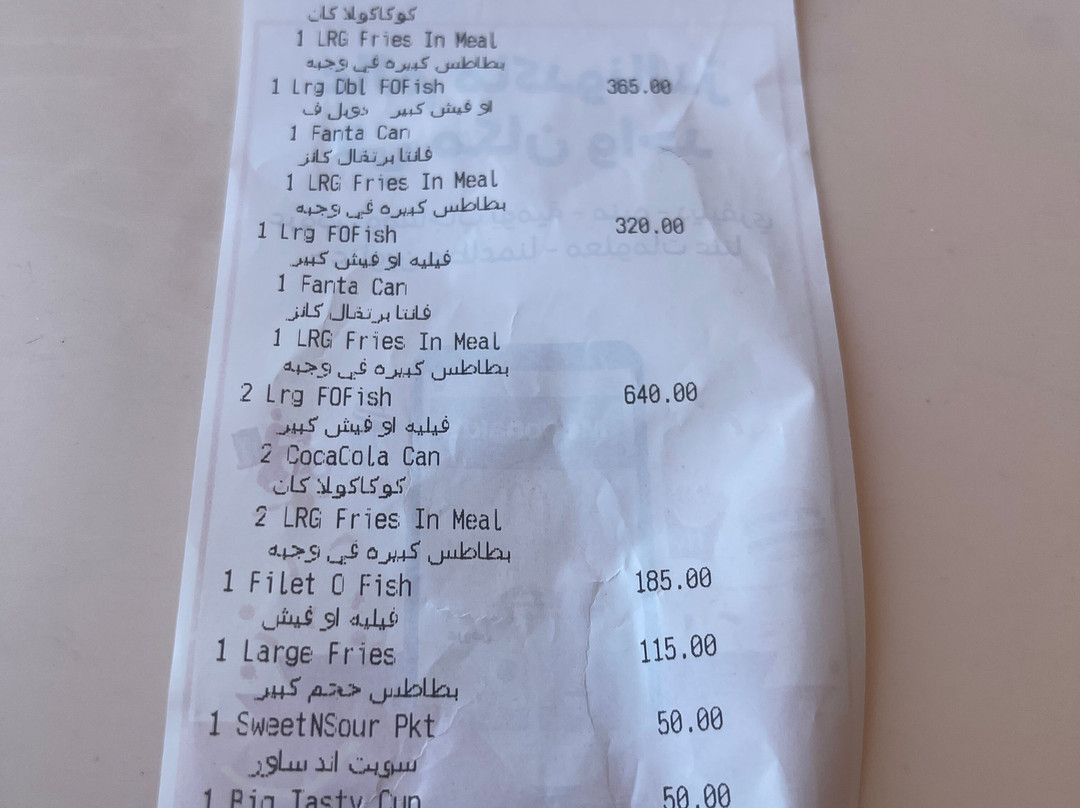 كوكاكولا كان
1 LRG Fries In Meal
بطاطس كبيره في وجبه
1 Lrg Dbl FOFish 365.00
او فيش كبير دوبل ف
1 Fanta Can
فانتا برتقال كانز
1 LRG Fries In Meal
بطاطس كبيره في وجبه
1 Lrg FOFish 320.00
فيليه او فيش كبير
1 Fanta Can
فانتا برتقال كانز
1 LRG Fries In Meal
بطاطس كبيره في وجبه
2 Lrg FOFish 640.00
فيليه او فيش كبير
2 CocaCola Can
كوكاكولا كان
2 LRG Fries In Meal
بطاطس كبيره في وجبه
1 Filet O Fish 185.00
فيليه او فيش
1 Large Fries 115.00
بطاطس حجم كبير
1 SweetNSour Pkt 50.00
سويت اند ساور
1 Big Tasty Cup 50.00